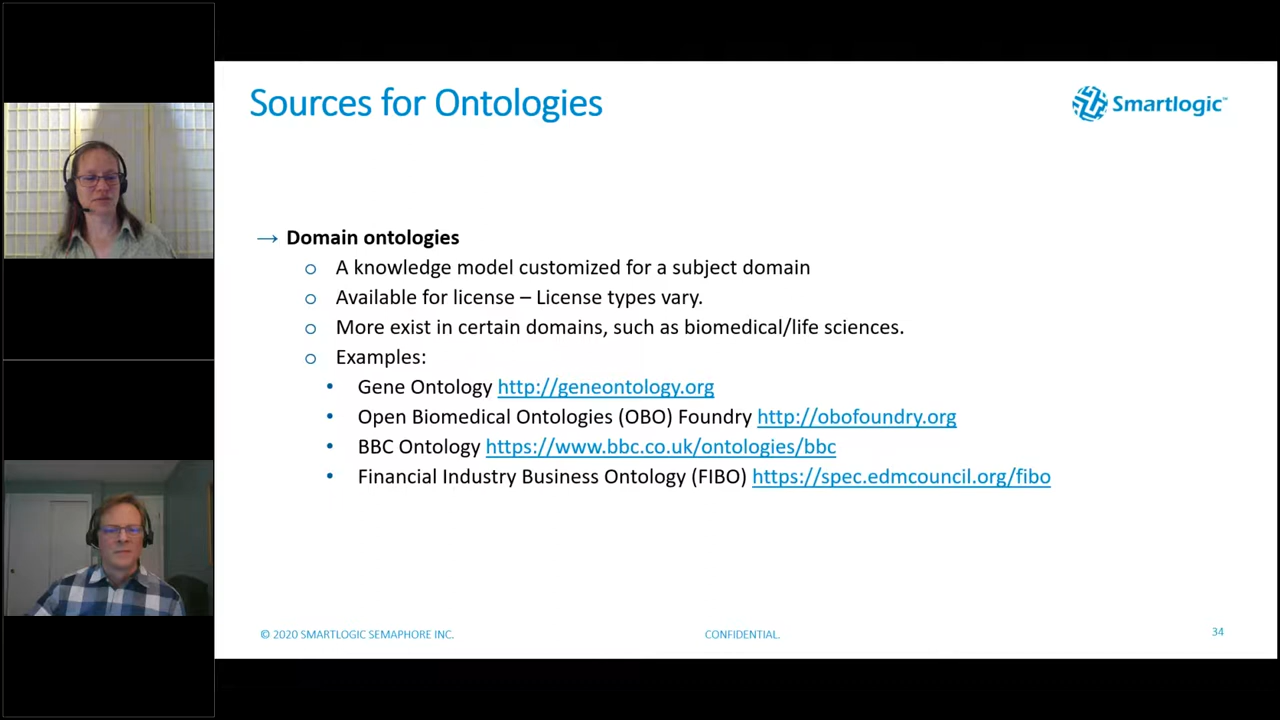 Sources for Ontologies
Smartlogic™
→ Domain ontologies
o A knowledge model customized for a subject domain
o Available for license – License types vary.
o More exist in certain domains, such as biomedical/life sciences.
o Examples:
• Gene Ontology http://geneontology.org
• Open Biomedical Ontologies (OBO) Foundry http://obofoundry.org
• BBC Ontology https://www.bbc.co.uk/ontologies/bbc
• Financial Industry Business Ontology (FIBO) https://spec.edmcouncil.org/fibo
© 2020 SMARTLOGIC SEMAPHORE INC.
CONFIDENTIAL.
34